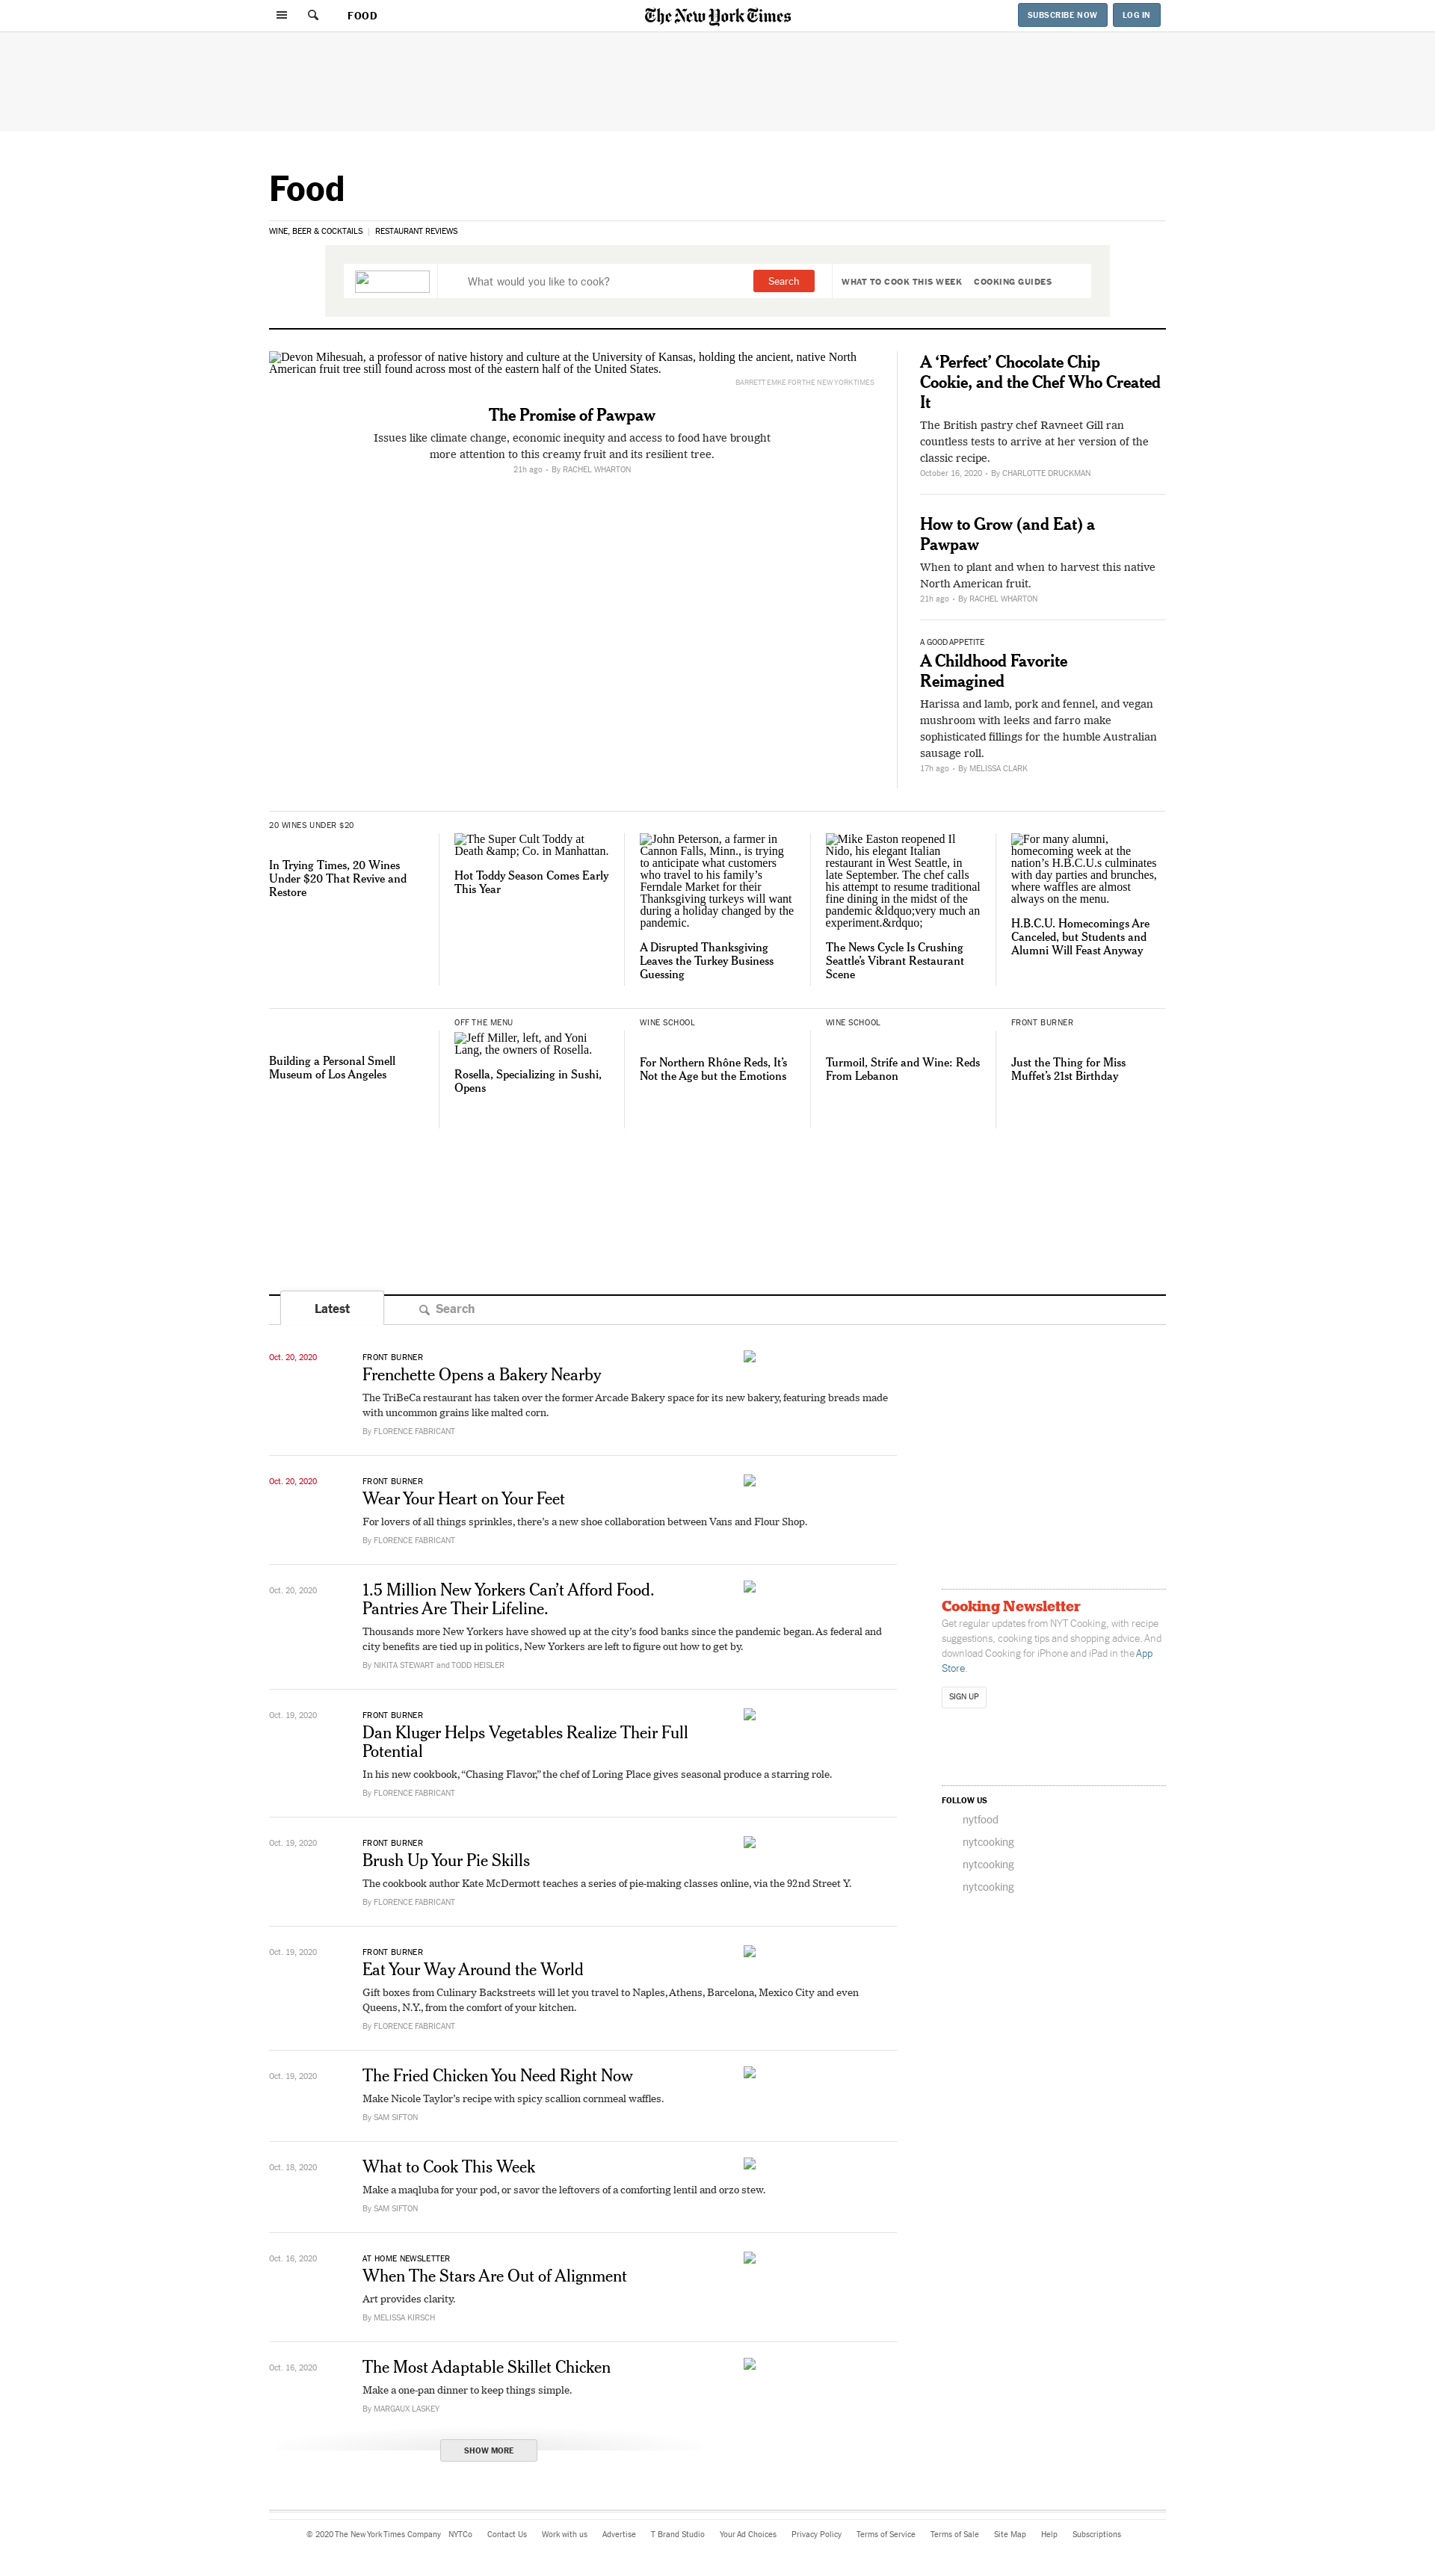 FOOD
The New York Times
SUBSCRIBE NOW
LOG IN
Food
WINE, BEER & COCKTAILS | RESTAURANT REVIEWS
What would you like to cook?
Search
WHAT TO COOK THIS WEEK
COOKING GUIDES
Devon Mihesuah, a professor of native history and culture at the University of Kansas, holding the ancient, native North
American fruit tree still found across most of the eastern half of the United States.
BARRETT EMKE FOR THE NEW YORK TIMES
The Promise of Pawpaw
Issues like climate change, economic inequity and access to food have brought
more attention to this creamy fruit and its resilient tree.
21h ago • By RACHEL WHARTON
A ‘Perfect’ Chocolate Chip
Cookie, and the Chef Who Created
It
The British pastry chef Ravneet Gill ran
countless tests to arrive at her version of the
classic recipe.
October 16, 2020 • By CHARLOTTE DRUCKMAN
How to Grow (and Eat) a
Pawpaw
When to plant and when to harvest this native
North American fruit.
21h ago • By RACHEL WHARTON
A GOOD APPETITE
A Childhood Favorite
Reimagined
Harissa and lamb, pork and fennel, and vegan
mushroom with leeks and farro make
sophisticated fillings for the humble Australian
sausage roll.
17h ago • By MELISSA CLARK
20 WINES UNDER $20
In Trying Times, 20 Wines
Under $20 That Revive and
Restore
The Super Cult Toddy at
Death &amp; Co. in Manhattan.
Hot Toddy Season Comes Early
This Year
John Peterson, a farmer in
Cannon Falls, Minn., is trying
to anticipate what customers
who travel to his family’s
Ferndale Market for their
Thanksgiving turkeys will want
during a holiday changed by the
pandemic.
A Disrupted Thanksgiving
Leaves the Turkey Business
Guessing
Mike Easton reopened Il
Nido, his elegant Italian
restaurant in West Seattle, in
late September. The chef calls
his attempt to resume traditional
fine dining in the midst of the
pandemic &ldquo;very much an
experiment.&rdquo;
The News Cycle Is Crushing
Seattle’s Vibrant Restaurant
Scene
For many alumni,
homecoming week at the
nation’s H.B.C.U.s culminates
with day parties and brunches,
where waffles are almost
always on the menu.
H.B.C.U. Homecomings Are
Canceled, but Students and
Alumni Will Feast Anyway
Building a Personal Smell
Museum of Los Angeles
OFF THE MENU
Jeff Miller, left, and Yoni
Lang, the owners of Rosella.
Rosella, Specializing in Sushi,
Opens
WINE SCHOOL
For Northern Rhône Reds, It’s
Not the Age but the Emotions
WINE SCHOOL
Turmoil, Strife and Wine: Reds
From Lebanon
FRONT BURNER
Just the Thing for Miss
Muffet’s 21st Birthday
Latest
Search
Oct. 20, 2020
FRONT BURNER
Frenchette Opens a Bakery Nearby
The TriBeCa restaurant has taken over the former Arcade Bakery space for its new bakery, featuring breads made
with uncommon grains like malted corn.
By FLORENCE FABRICANT
Oct. 20, 2020
FRONT BURNER
Wear Your Heart on Your Feet
For lovers of all things sprinkles, there’s a new shoe collaboration between Vans and Flour Shop.
By FLORENCE FABRICANT
Oct. 20, 2020
1.5 Million New Yorkers Can’t Afford Food.
Pantries Are Their Lifeline.
Thousands more New Yorkers have showed up at the city’s food banks since the pandemic began. As federal and
city benefits are tied up in politics, New Yorkers are left to figure out how to get by.
By NIKITA STEWART and TODD HEISLER
Oct. 19, 2020
FRONT BURNER
Dan Kluger Helps Vegetables Realize Their Full
Potential
In his new cookbook, “Chasing Flavor,” the chef of Loring Place gives seasonal produce a starring role.
By FLORENCE FABRICANT
Oct. 19, 2020
FRONT BURNER
Brush Up Your Pie Skills
The cookbook author Kate McDermott teaches a series of pie-making classes online, via the 92nd Street Y.
By FLORENCE FABRICANT
Oct. 19, 2020
FRONT BURNER
Eat Your Way Around the World
Gift boxes from Culinary Backstreets will let you travel to Naples, Athens, Barcelona, Mexico City and even
Queens, N.Y., from the comfort of your kitchen.
By FLORENCE FABRICANT
Oct. 19, 2020
The Fried Chicken You Need Right Now
Make Nicole Taylor’s recipe with spicy scallion cornmeal waffles.
By SAM SIFTON
Oct. 18, 2020
What to Cook This Week
Make a maqluba for your pod, or savor the leftovers of a comforting lentil and orzo stew.
By SAM SIFTON
Oct. 16, 2020
AT HOME NEWSLETTER
When The Stars Are Out of Alignment
Art provides clarity.
By MELISSA KIRSCH
Oct. 16, 2020
The Most Adaptable Skillet Chicken
Make a one-pan dinner to keep things simple.
By MARGAUX LASKEY
SHOW MORE
Cooking Newsletter
Get regular updates from NYT Cooking, with recipe
suggestions, cooking tips and shopping advice. And
download Cooking for iPhone and iPad in the App
Store.
SIGN UP
FOLLOW US
nytfood
nytcooking
nytcooking
nytcooking
© 2020 The New York Times Company NYTCo Contact Us Work with us Advertise T Brand Studio Your Ad Choices Privacy Policy Terms of Service Terms of Sale Site Map Help Subscriptions